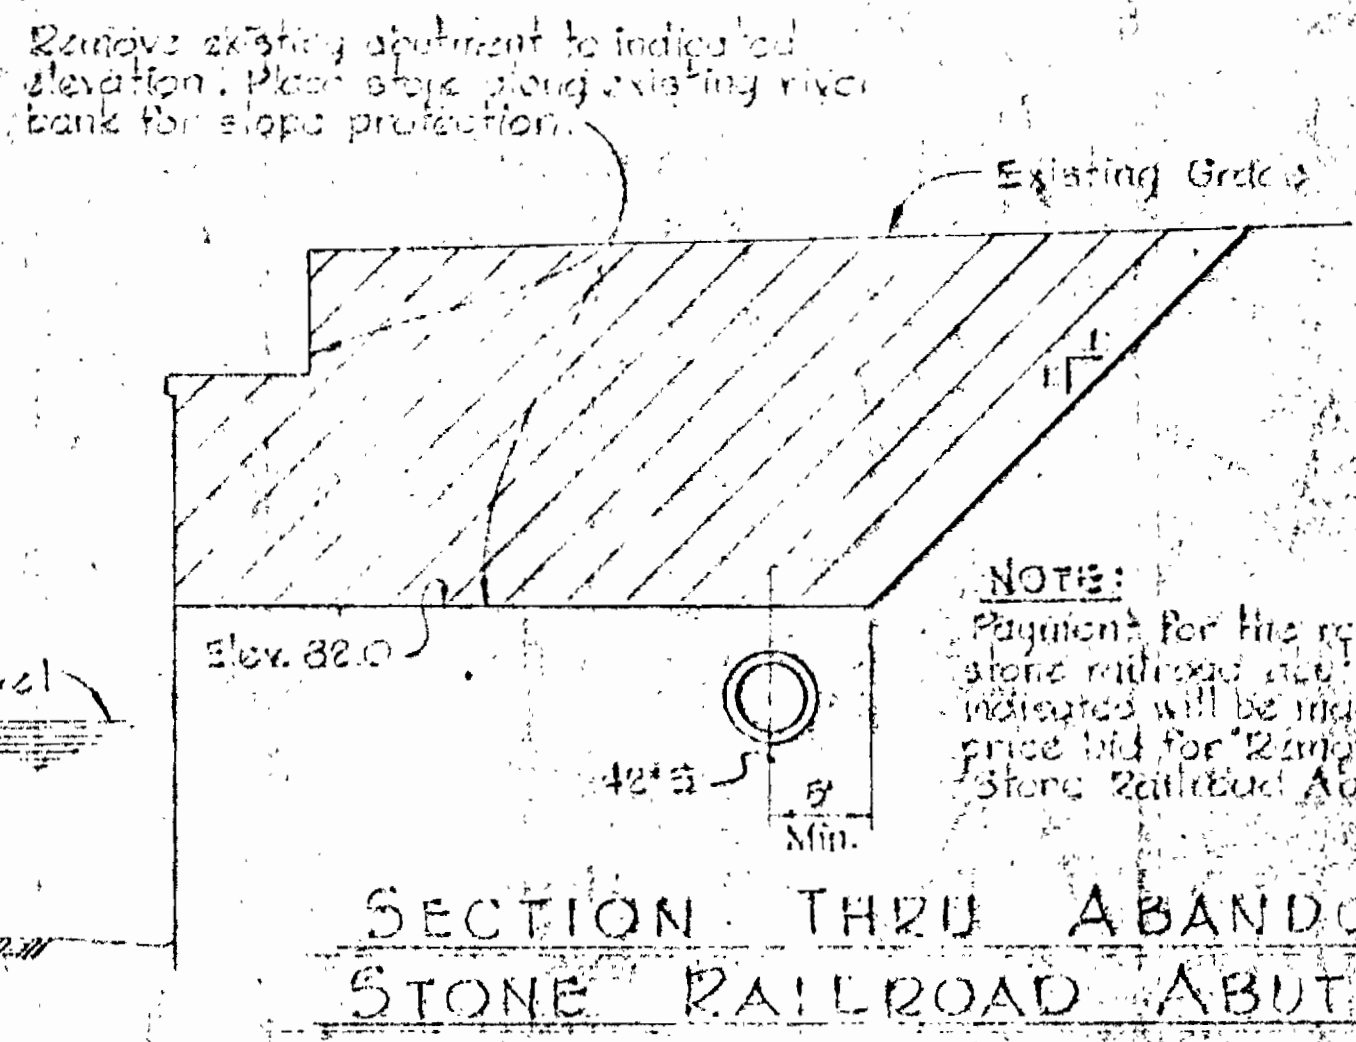 Remove existing abutment to indicated
elevation. Place stone along existing river
bank for slope protection.
Existing Grade
1
1
NOTE:
Payment for the
stone railroad
indicated will be
price bid for
Stone Railroad
Elev. 82.0
5'
Min.
SECTION THRU
STONE RAILROAD